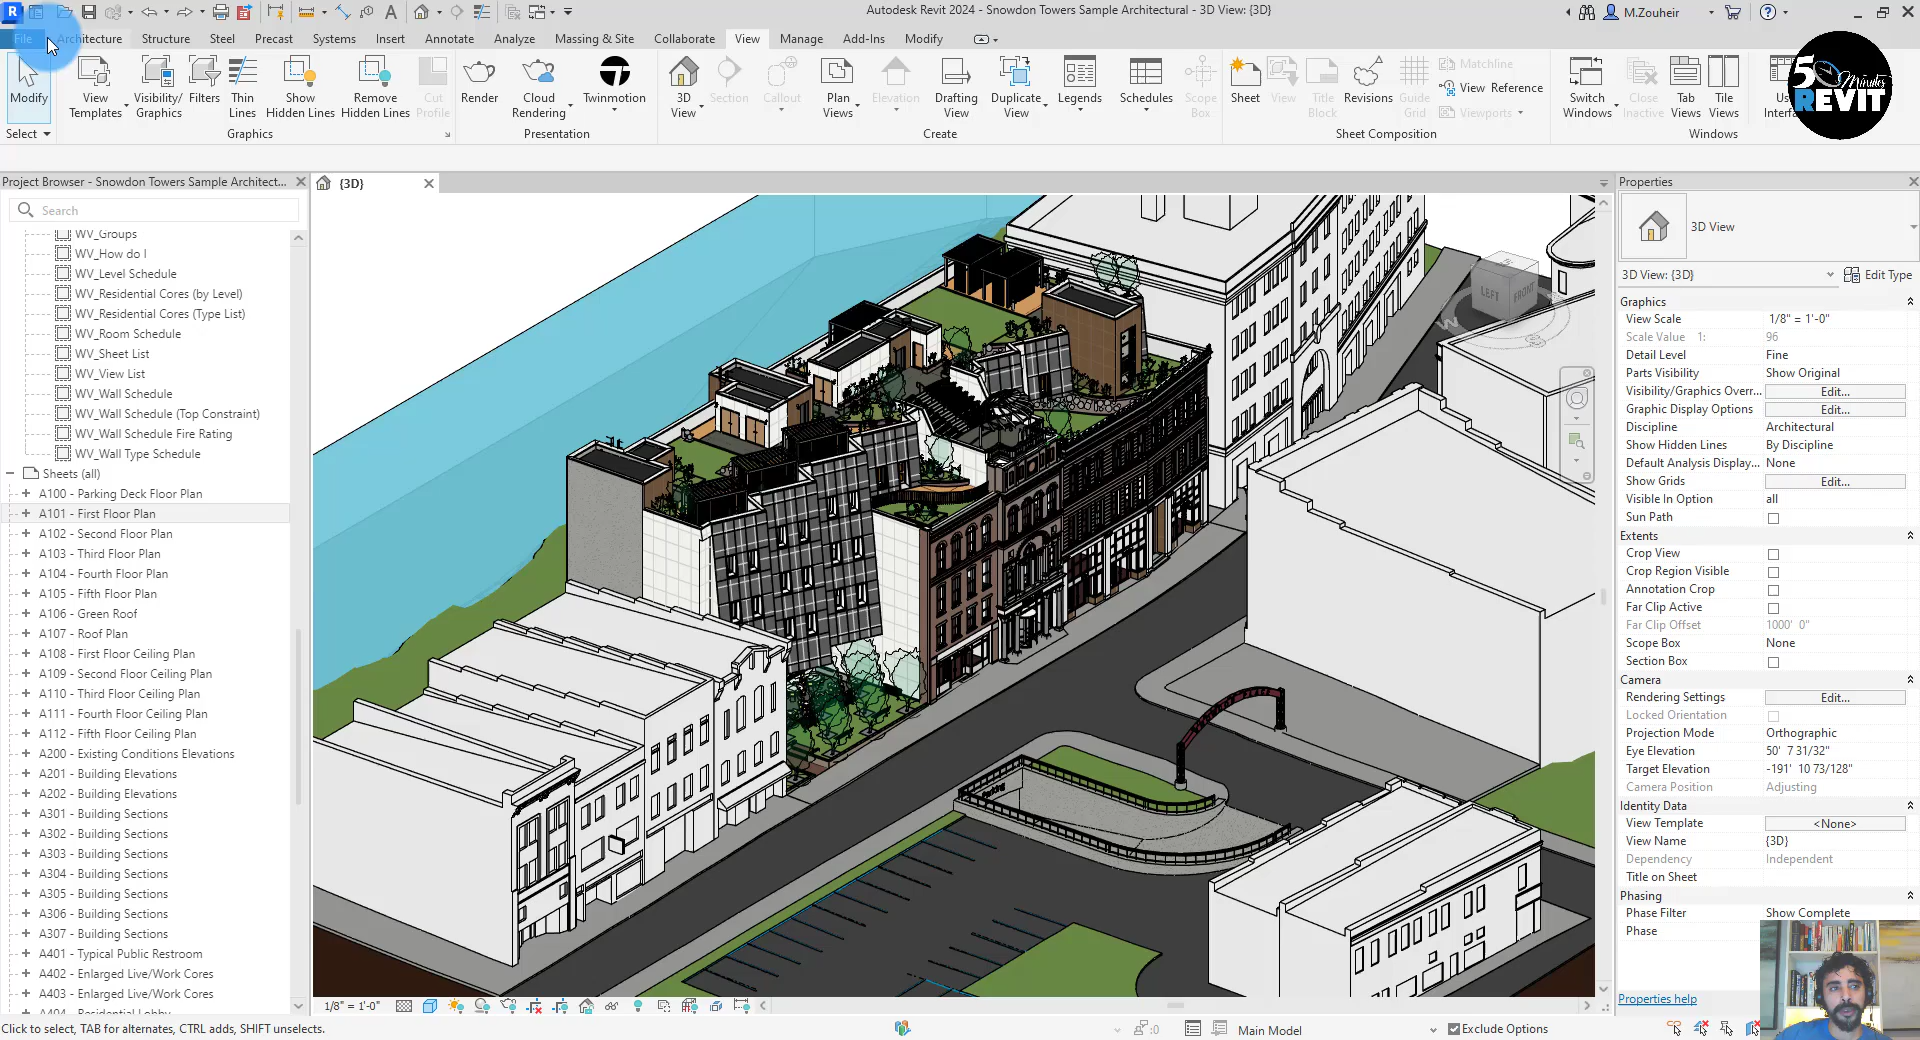 Autodesk Revit 2024 - Snowdon Towers Sample Architectural - 3D View: {3D}
M.Zouheir
File Architecture Structure Steel Precast Systems Insert Annotate Analyze Massing & Site Collaborate View Manage Add-Ins Modify
Modify
View Templates
Visibility/ Graphics
Filters
Thin Lines
Show Hidden Lines
Remove Hidden Lines
Cut Profile
Render
Cloud Rendering
Twinmotion
3D View
Section
Callout
Plan Views
Elevation
Drafting View
Duplicate View
Legends
Schedules
Scope Box
Sheet
View
Title Block
Revisions
Guide Grid
Matchline
View Reference
Viewports
Switch Windows
Close Inactive
Tab Views
Tile Views
5 Minutes
REVIT
Select Graphics Presentation Create Sheet Composition Windows
Project Browser - Snowdon Towers Sample Architect...
Search
WV_Groups
WV_How do I
WV_Level Schedule
WV_Residential Cores (by Level)
WV_Residential Cores (Type List)
WV_Room Schedule
WV_Sheet List
WV_View List
WV_Wall Schedule
WV_Wall Schedule (Top Constraint)
WV_Wall Schedule Fire Rating
WV_Wall Type Schedule
Sheets (all)
A100 - Parking Deck Floor Plan
A101 - First Floor Plan
A102 - Second Floor Plan
A103 - Third Floor Plan
A104 - Fourth Floor Plan
A105 - Fifth Floor Plan
A106 - Green Roof
A107 - Roof Plan
A108 - First Floor Ceiling Plan
A109 - Second Floor Ceiling Plan
A110 - Third Floor Ceiling Plan
A111 - Fourth Floor Ceiling Plan
A112 - Fifth Floor Ceiling Plan
A200 - Existing Conditions Elevations
A201 - Building Elevations
A202 - Building Elevations
A301 - Building Sections
A302 - Building Sections
A303 - Building Sections
A304 - Building Sections
A305 - Building Sections
A306 - Building Sections
A307 - Building Sections
A401 - Typical Public Restroom
A402 - Enlarged Live/Work Cores
A403 - Enlarged Live/Work Cores
A404 - Residential Lobby
{3D}
LEFT FRONT
W
Parking
1/8" = 1'-0"
Properties
3D View
3D View: {3D} Edit Type
Graphics
View Scale 1/8" = 1'-0"
Scale Value 1: 96
Detail Level Fine
Parts Visibility Show Original
Visibility/Graphics Overr... Edit...
Graphic Display Options Edit...
Discipline Architectural
Show Hidden Lines By Discipline
Default Analysis Display... None
Show Grids Edit...
Visible In Option all
Sun Path
Extents
Crop View
Crop Region Visible
Annotation Crop
Far Clip Active
Far Clip Offset 1000' 0"
Scope Box None
Section Box
Camera
Rendering Settings Edit...
Locked Orientation
Projection Mode Orthographic
Eye Elevation 50' 7 31/32"
Target Elevation -191' 10 73/128"
Camera Position Adjusting
Identity Data
View Template <None>
View Name {3D}
Dependency Independent
Title on Sheet
Phasing
Phase Filter Show Complete
Phase
Properties help
Click to select, TAB for alternates, CTRL adds, SHIFT unselects.
:0
Main Model
Exclude Options